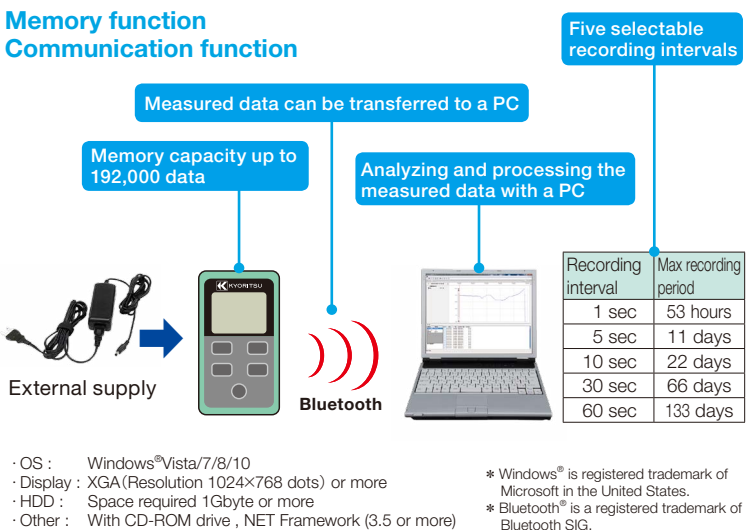 Memory function
Communication function
Five selectable
recording intervals
Measured data can be transferred to a PC
Memory capacity up to
192,000 data
Analyzing and processing the
measured data with a PC
KYORITSU
External supply
Bluetooth
Recording interval Max recording period
1 sec 53 hours
5 sec 11 days
10 sec 22 days
30 sec 66 days
60 sec 133 days
· OS : Windows®Vista/7/8/10
· Display : XGA(Resolution 1024×768 dots) or more
· HDD : Space required 1Gbyte or more
· Other : With CD-ROM drive , NET Framework (3.5 or more)
* Windows® is registered trademark of
Microsoft in the United States.
* Bluetooth® is a registered trademark of
Bluetooth SIG.